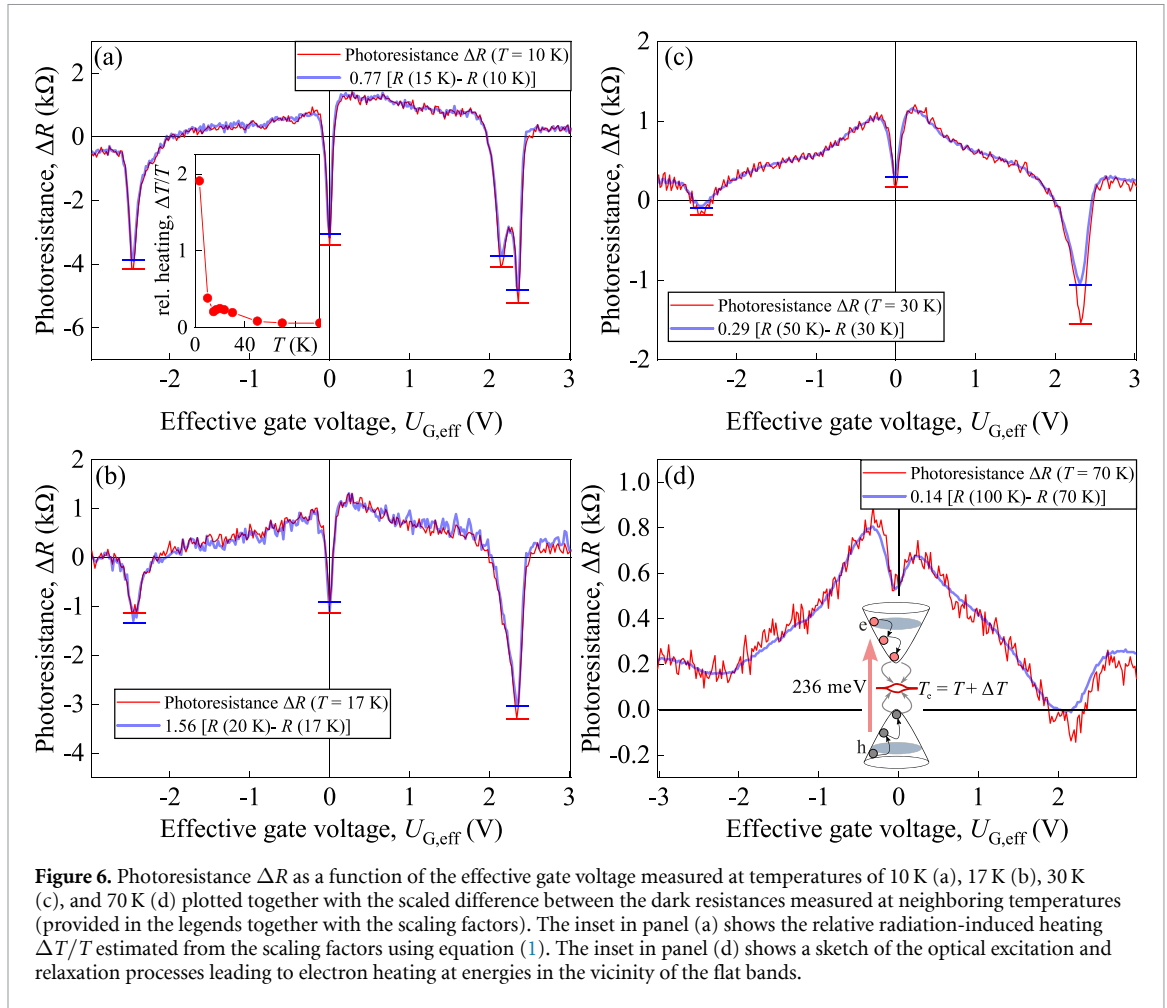 (a)
Photoresistance ΔR (T = 10 K)
0.77 [R (15 K)- R (10 K)]
Photoresistance, ΔR (kΩ)
2
0
-2
-4
-6
rel. heating, ΔT/T
2
1
0
0
40
T (K)
-2
-1
0
1
2
3
Effective gate voltage, U_G,eff (V)
(c)
Photoresistance ΔR (T = 30 K)
0.29 [R (50 K)- R (30 K)]
Photoresistance, ΔR (kΩ)
2
1
0
-1
-2
-2
-1
0
1
2
3
Effective gate voltage, U_G,eff (V)
(b)
Photoresistance ΔR (T = 17 K)
1.56 [R (20 K)- R (17 K)]
Photoresistance, ΔR (kΩ)
2
1
0
-1
-2
-3
-4
-2
-1
0
1
2
3
Effective gate voltage, U_G,eff (V)
(d)
Photoresistance ΔR (T = 70 K)
0.14 [R (100 K)- R (70 K)]
Photoresistance, ΔR (kΩ)
1.0
0.8
0.6
0.4
0.2
0.0
-0.2
e
236 meV
T_e = T + ΔT
h
-3
-2
-1
0
1
2
Effective gate voltage, U_G,eff (V)
Figure 6. Photoresistance ΔR as a function of the effective gate voltage measured at temperatures of 10 K (a), 17 K (b), 30 K
(c), and 70 K (d) plotted together with the scaled difference between the dark resistances measured at neighboring temperatures
(provided in the legends together with the scaling factors). The inset in panel (a) shows the relative radiation-induced heating
ΔT/T estimated from the scaling factors using equation (1). The inset in panel (d) shows a sketch of the optical excitation and
relaxation processes leading to electron heating at energies in the vicinity of the flat bands.